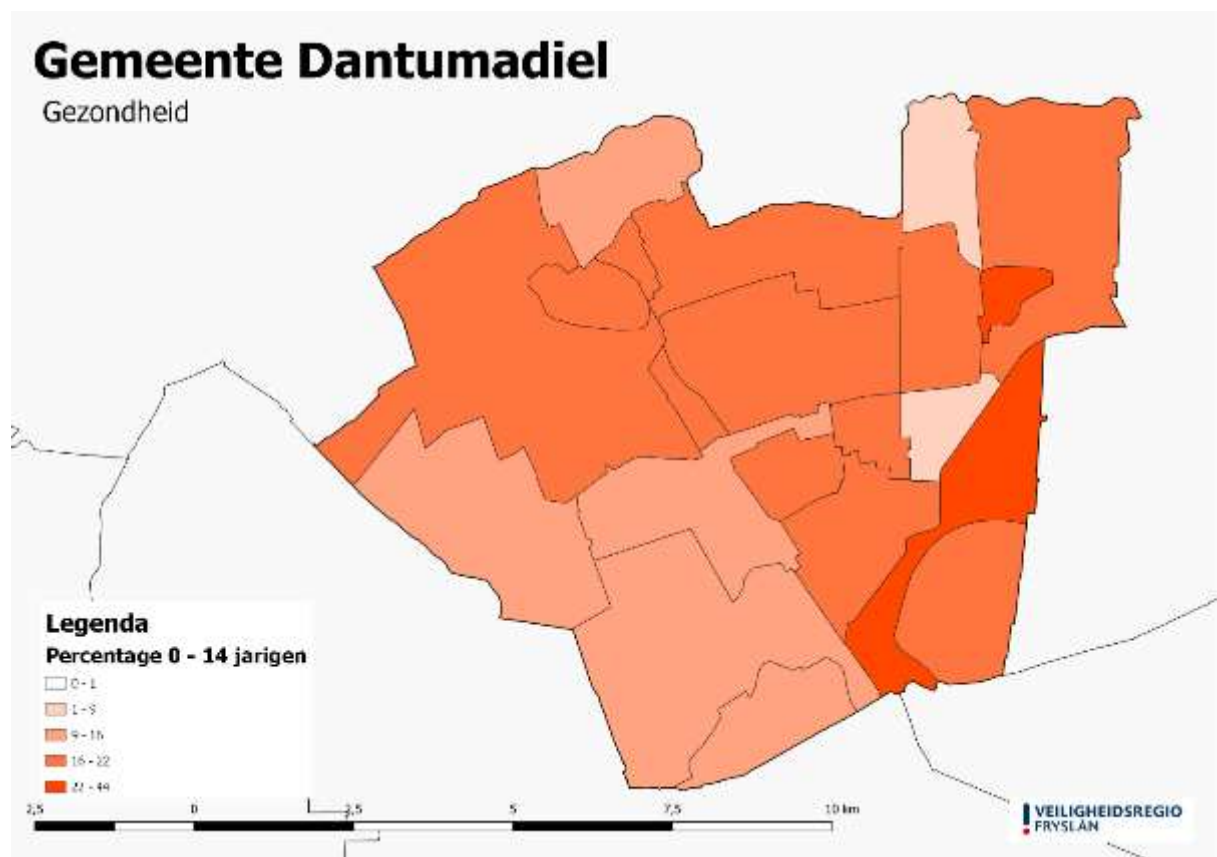 Gemeente Dantumadiel
Gezondheid
Legenda
Percentage 0 - 14 jarigen
0 - 1
1 - 9
9 - 16
16 - 22
22 - 44
2,5 0 2,5 5 7,5 10 km
VEILIGHEIDSREGIO
FRYSLÂN